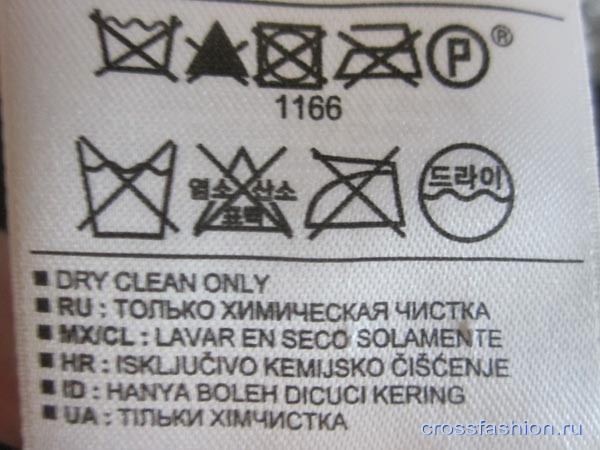 P ®
1166
염소 산소
표백
드라이
■ DRY CLEAN ONLY
■ RU : ТОЛЬКО ХИМИЧЕСКАЯ ЧИСТКА
■ MX/CL : LAVAR EN SECO SOLAMENTE
■ HR : ISKLJUČIVO KEMIJSKO ČIŠĆENJE
■ ID : HANYA BOLEH DICUCI KERING
■ UA : ТІЛЬКИ ХІМЧИСТКА
crossfashion.ru